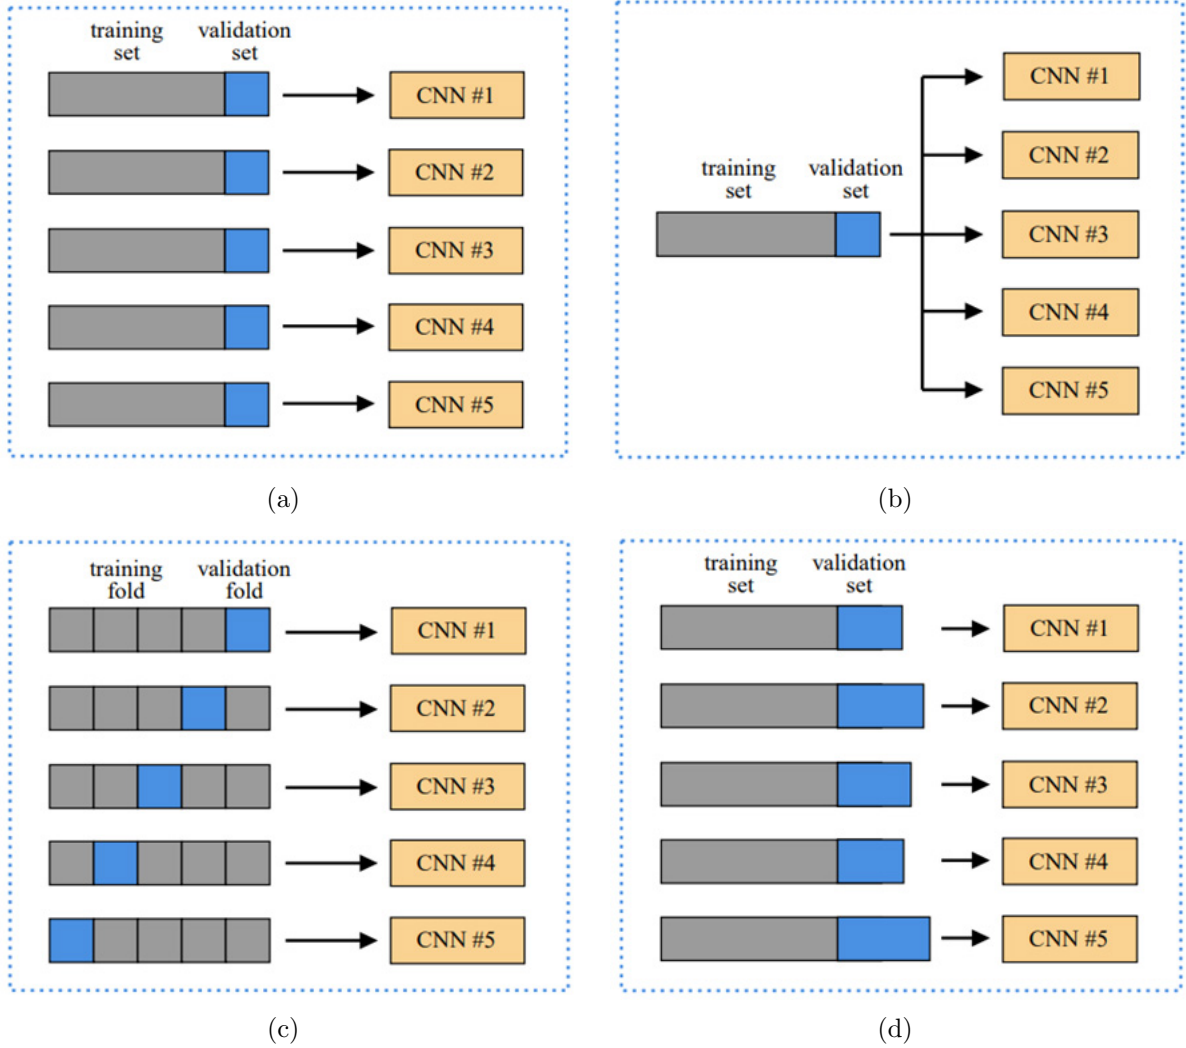 training
set
validation
set
CNN #1
CNN #2
CNN #3
CNN #4
CNN #5
(a)
training
set
validation
set
CNN #1
CNN #2
CNN #3
CNN #4
CNN #5
(b)
training
fold
validation
fold
CNN #1
CNN #2
CNN #3
CNN #4
CNN #5
(c)
training
set
validation
set
CNN #1
CNN #2
CNN #3
CNN #4
CNN #5
(d)